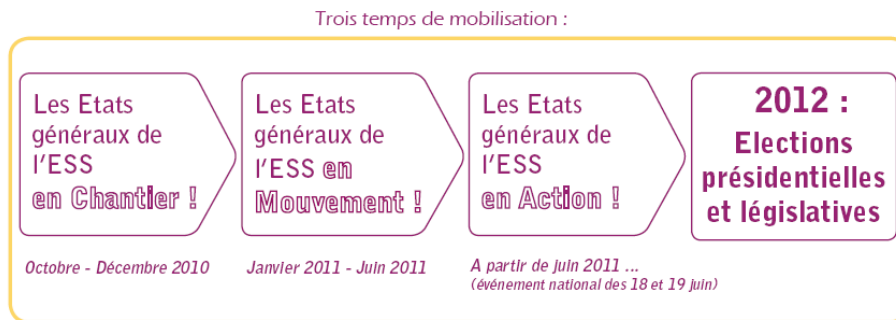 Trois temps de mobilisation :
Les Etats
généraux de
l'ESS
en Chantier !
Les Etats
généraux de
l'ESS en
Mouvement !
Les Etats
généraux de
l'ESS
en Action !
2012 :
Elections
présidentielles
et législatives
Octobre - Décembre 2010
Janvier 2011 - Juin 2011
A partir de juin 2011 ...
(événement national des 18 et 19 juin)